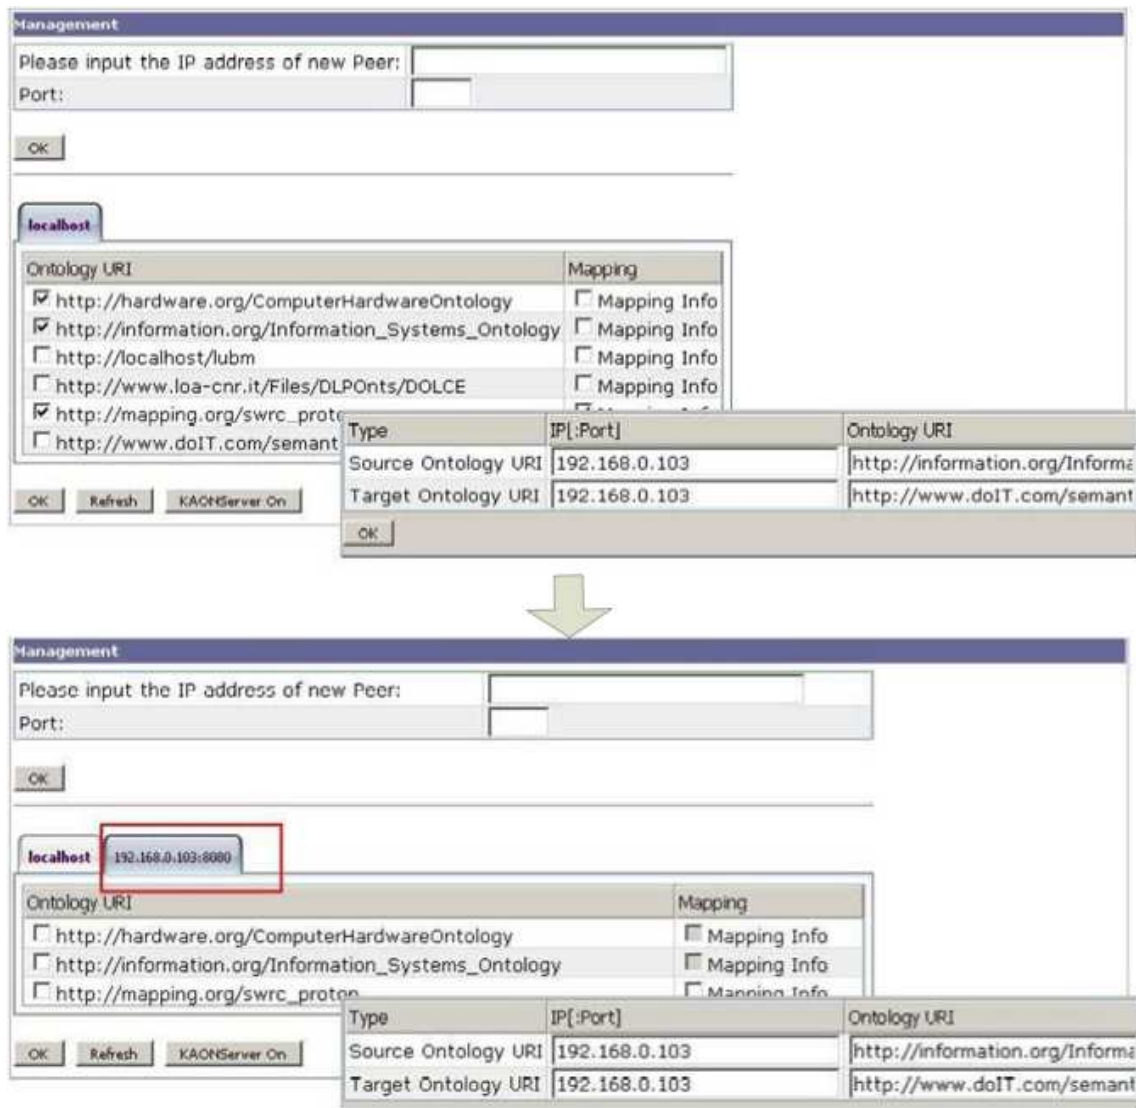 Management
Please input the IP address of new Peer:
Port:
OK
localhost
Ontology URI Mapping
http://hardware.org/ComputerHardwareOntology Mapping Info
http://information.org/Information_Systems_Ontology Mapping Info
http://localhost/lubm Mapping Info
http://www.loa-cnr.it/Files/DLPOnts/DOLCE Mapping Info
http://mapping.org/swrc_proto
http://www.doIT.com/semant
Type IP[:Port] Ontology URI
Source Ontology URI 192.168.0.103 http://information.org/Informa
Target Ontology URI 192.168.0.103 http://www.doIT.com/semant
OK Refresh KAONServer On
OK
Management
Please input the IP address of new Peer:
Port:
OK
localhost 192.168.0.103:8080
Ontology URI Mapping
http://hardware.org/ComputerHardwareOntology Mapping Info
http://information.org/Information_Systems_Ontology Mapping Info
http://mapping.org/swrc_proton Mapping Info
Type IP[:Port] Ontology URI
Source Ontology URI 192.168.0.103 http://information.org/Informa
Target Ontology URI 192.168.0.103 http://www.doIT.com/semant
OK Refresh KAONServer On